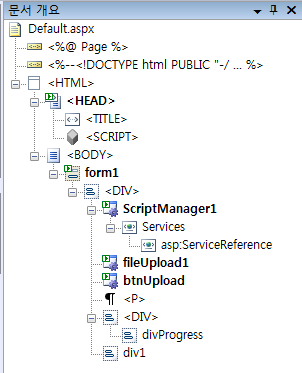 문서 개요
Default.aspx
<%@ Page %>
<%--<!DOCTYPE html PUBLIC "-/ ... %>
<HTML>
<HEAD>
<TITLE>
<SCRIPT>
<BODY>
form1
<DIV>
ScriptManager1
Services
asp:ServiceReference
fileUpload1
btnUpload
<P>
<DIV>
divProgress
div1